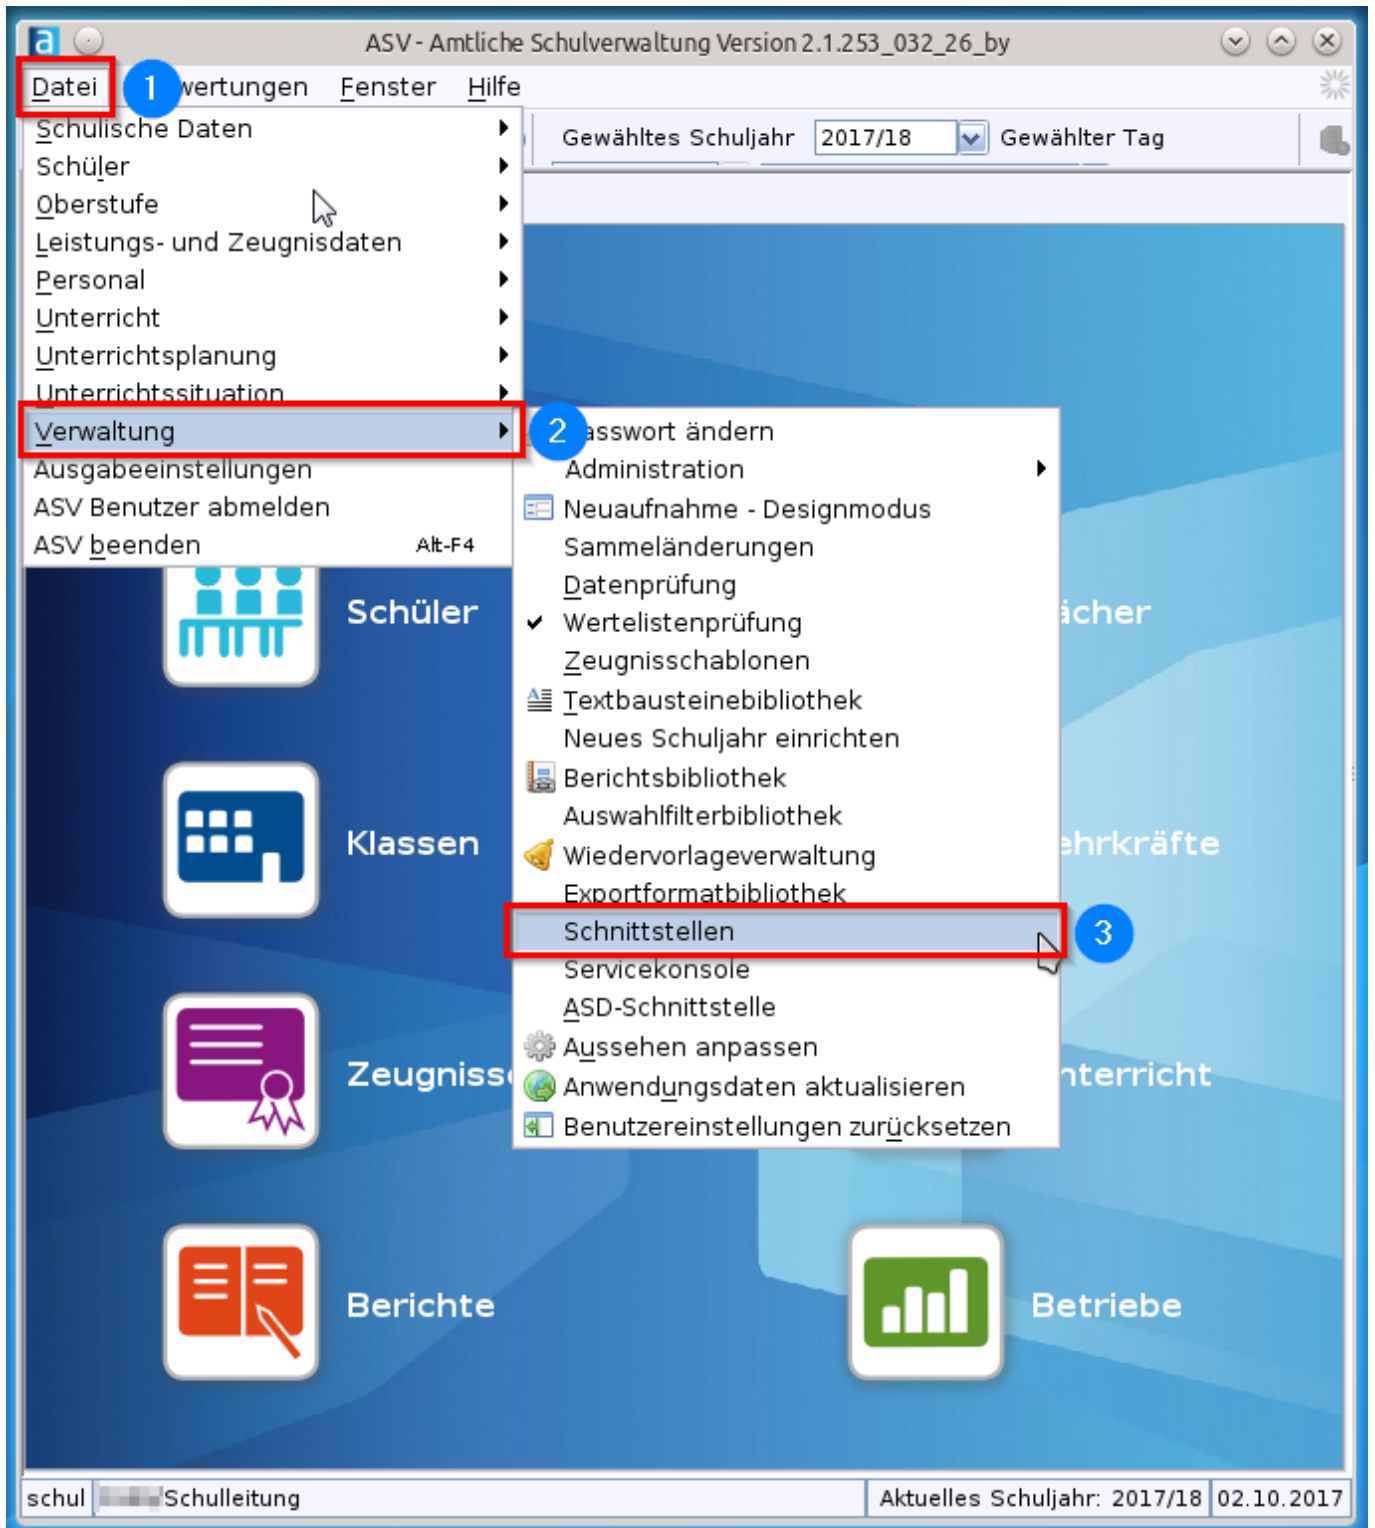 a
ASV - Amtliche Schulverwaltung Version 2.1.253_032_26_by
Datei 1 wertungen Fenster Hilfe
Schulische Daten
Gewähltes Schuljahr 2017/18 Gewählter Tag
Schüler
Oberstufe
Leistungs- und Zeugnisdaten
Personal
Unterricht
Unterrichtsplanung
Unterrichtssituation
Verwaltung 2
Ausgabeeinstellungen
ASV Benutzer abmelden
ASV beenden Alt-F4
asswort ändern
Administration
Neuaufnahme - Designmodus
Sammeländerungen
Datenprüfung
Wertelistenprüfung
Zeugnisschablonen
Textbausteinebibliothek
Neues Schuljahr einrichten
Berichtsbibliothek
Auswahlfilterbibliothek
Wiedervorlageverwaltung
Exportformatbibliothek
Schnittstellen 3
Servicekonsole
ASD-Schnittstelle
Aussehen anpassen
Anwendungsdaten aktualisieren
Benutzereinstellungen zurücksetzen
Schüler
ächer
Klassen
ehrkräfte
Zeugniss
nterricht
Berichte
Betriebe
schul Schulleitung Aktuelles Schuljahr: 2017/18 02.10.2017